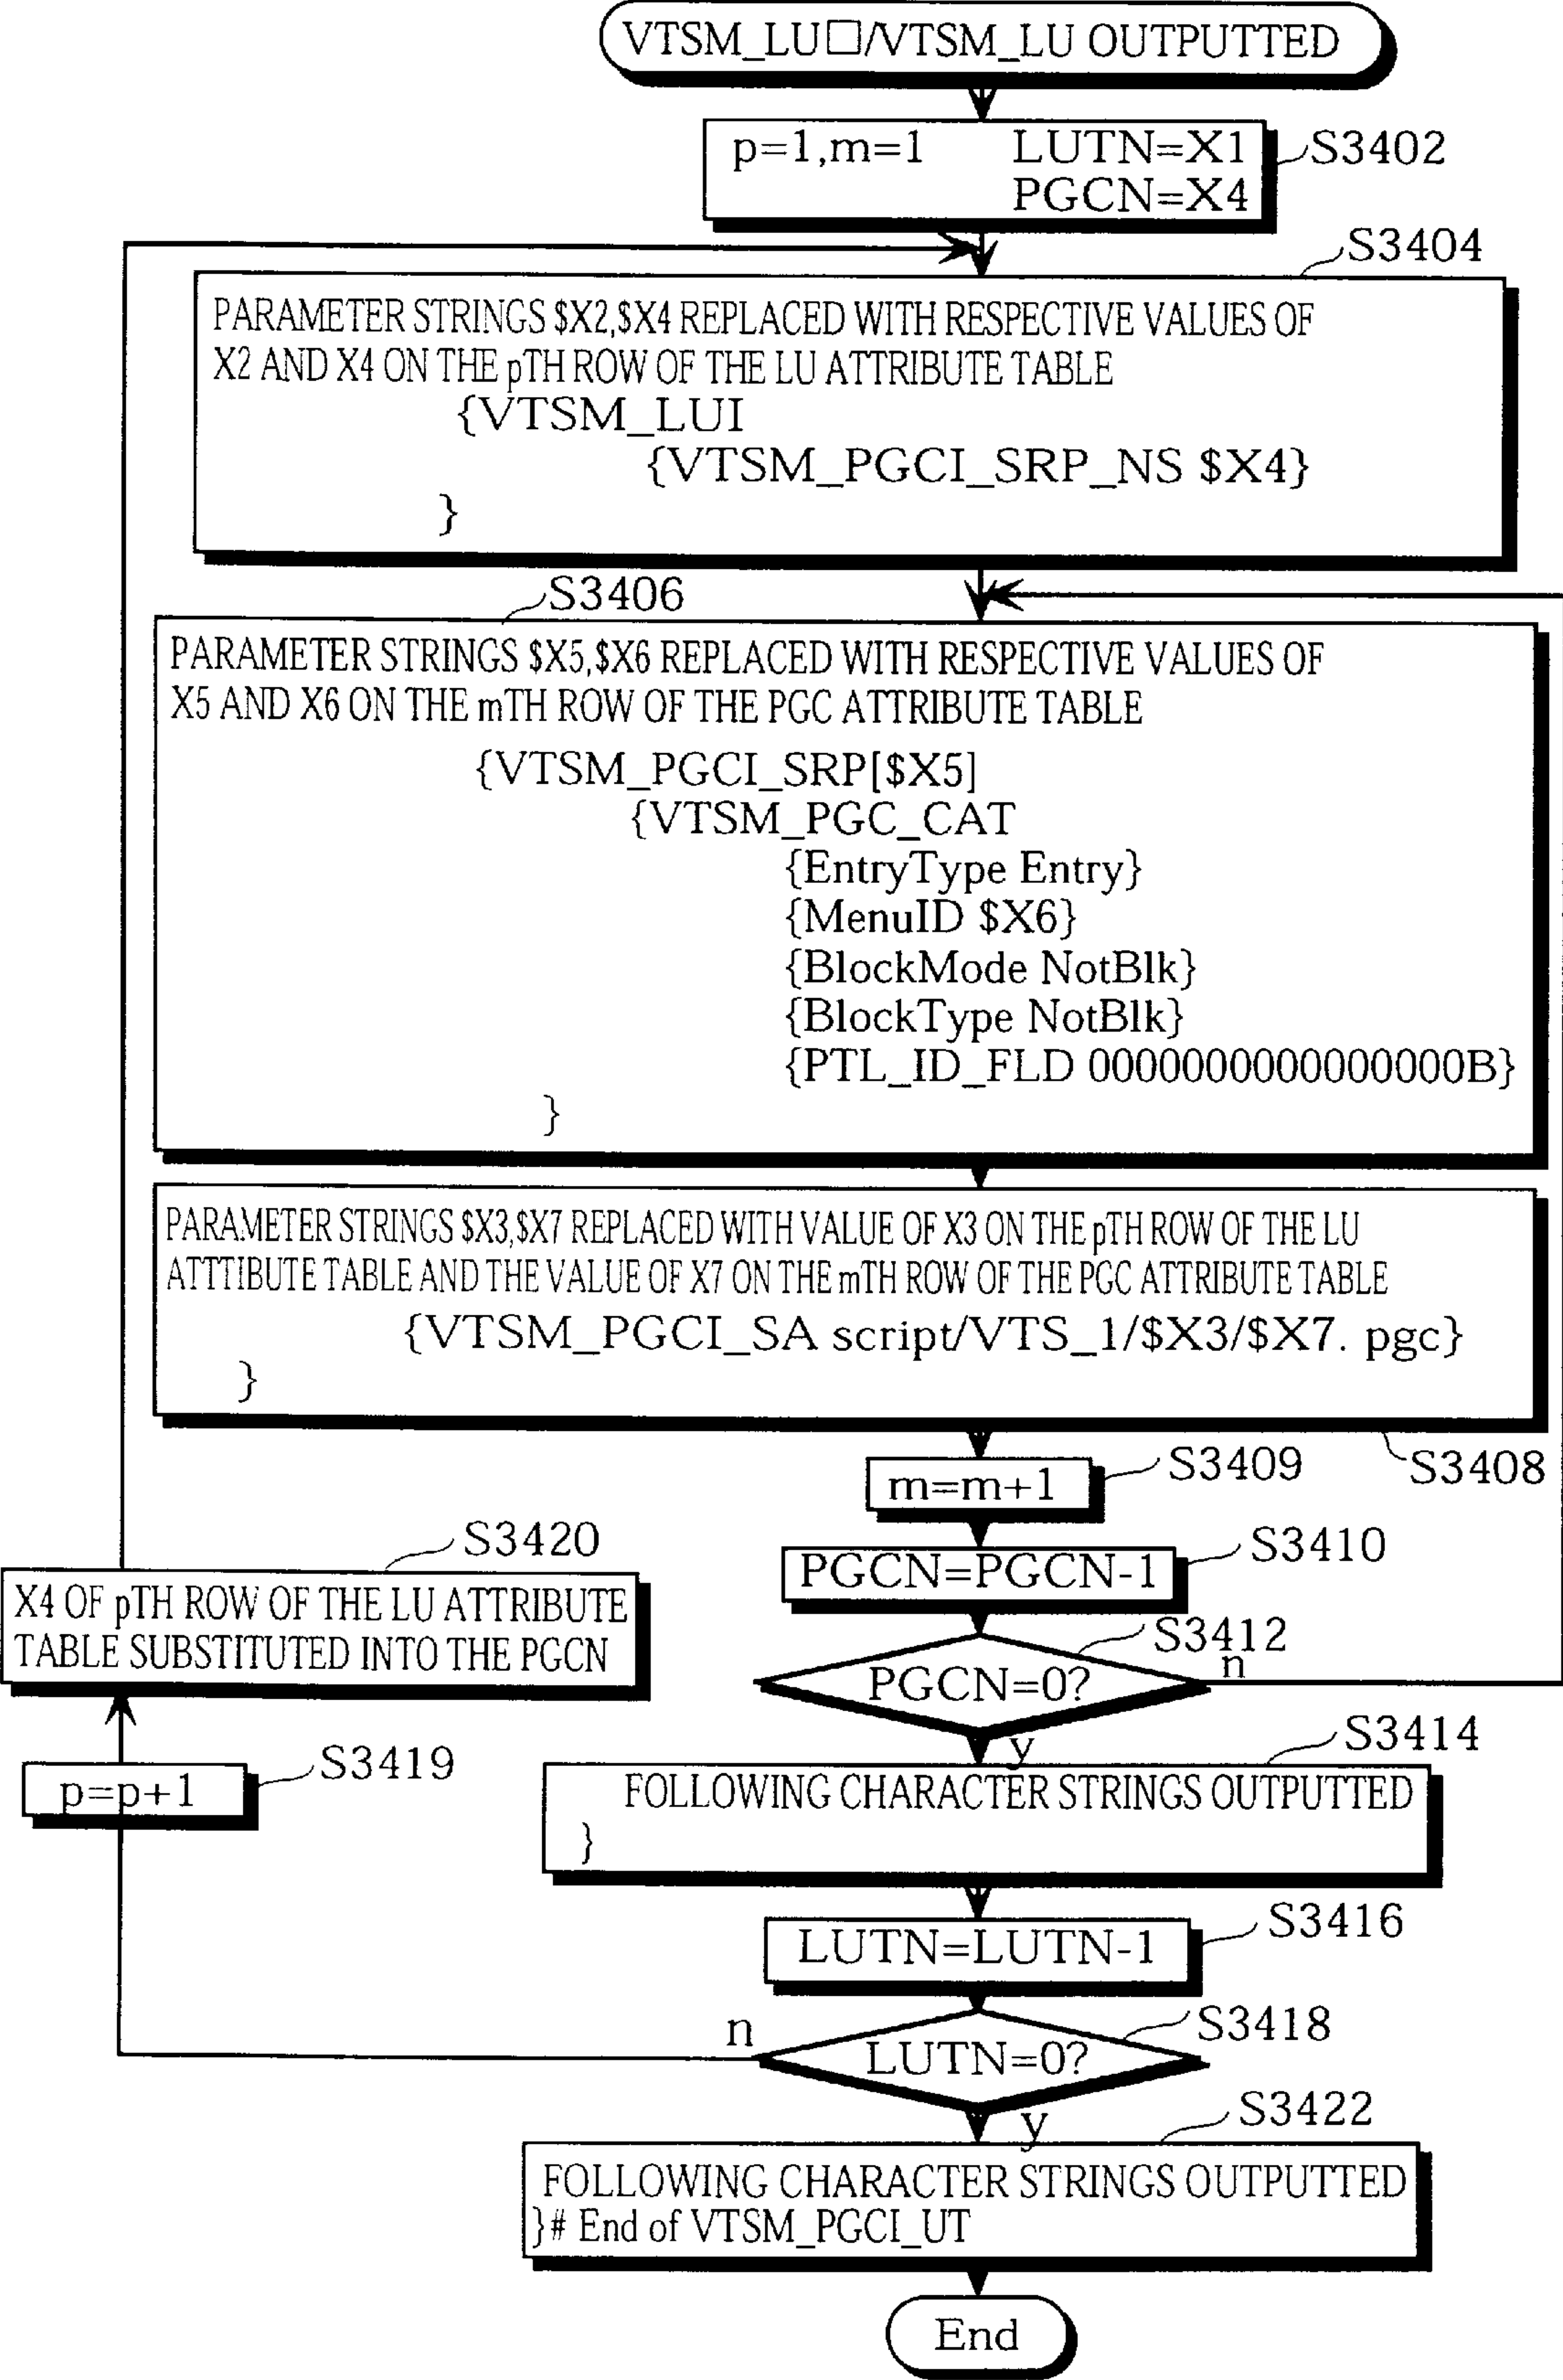 VTSM_LU□/VTSM_LU OUTPUTTED
p=1,m=1 LUTN=X1
PGCN=X4
S3402
S3404
PARAMETER STRINGS $X2,$X4 REPLACED WITH RESPECTIVE VALUES OF
X2 AND X4 ON THE pTH ROW OF THE LU ATTRIBUTE TABLE
{VTSM_LUI
{VTSM_PGCI_SRP_NS $X4}
}
S3406
PARAMETER STRINGS $X5,$X6 REPLACED WITH RESPECTIVE VALUES OF
X5 AND X6 ON THE mTH ROW OF THE PGC ATTRIBUTE TABLE
{VTSM_PGCI_SRP[$X5]
{VTSM_PGC_CAT
{EntryType Entry}
{MenuID $X6}
{BlockMode NotBlk}
{BlockType NotBlk}
{PTL_ID_FLD 0000000000000000B}
}
PARAMETER STRINGS $X3,$X7 REPLACED WITH VALUE OF X3 ON THE pTH ROW OF THE LU
ATTTIBUTE TABLE AND THE VALUE OF X7 ON THE mTH ROW OF THE PGC ATTRIBUTE TABLE
{VTSM_PGCI_SA script/VTS_1/$X3/$X7. pgc}
}
S3408
m=m+1
S3409
PGCN=PGCN-1
S3410
S3420
X4 OF pTH ROW OF THE LU ATTRIBUTE
TABLE SUBSTITUTED INTO THE PGCN
PGCN=0?
S3412
n
y
p=p+1
S3419
S3414
FOLLOWING CHARACTER STRINGS OUTPUTTED
}
LUTN=LUTN-1
S3416
LUTN=0?
S3418
n
y
S3422
FOLLOWING CHARACTER STRINGS OUTPUTTED
}# End of VTSM_PGCI_UT
End